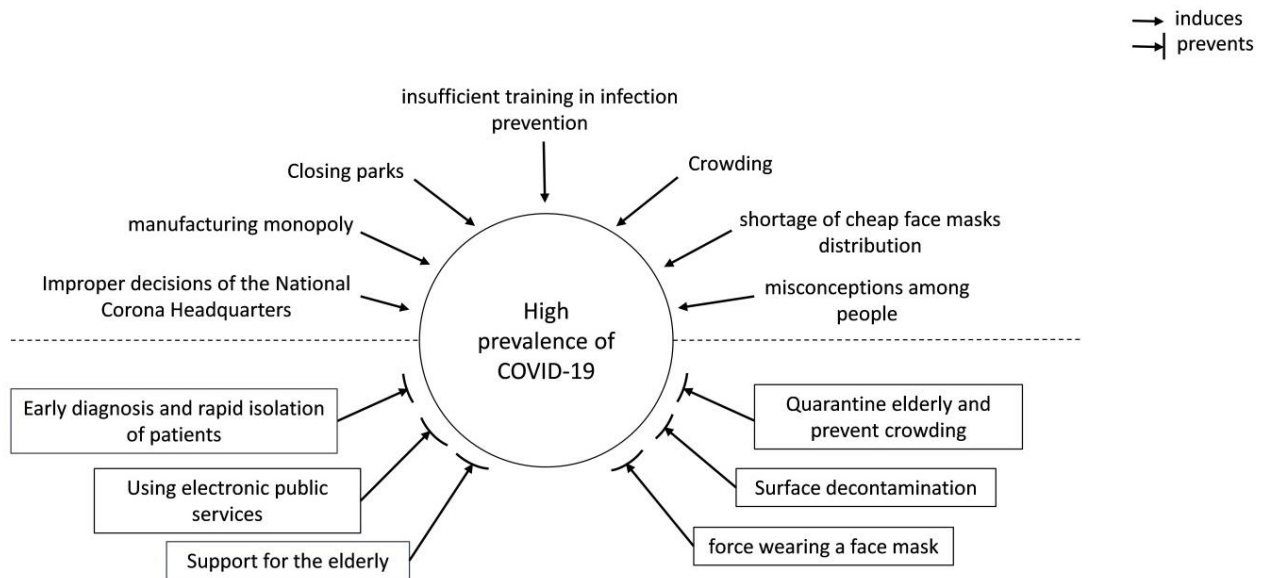 induces
prevents
insufficient training in infection
prevention
Closing parks
Crowding
manufacturing monopoly
shortage of cheap face masks
distribution
Improper decisions of the National
Corona Headquarters
misconceptions among
people
High
prevalence of
COVID-19
Early diagnosis and rapid isolation
of patients
Quarantine elderly and
prevent crowding
Using electronic public
services
Surface decontamination
Support for the elderly
force wearing a face mask